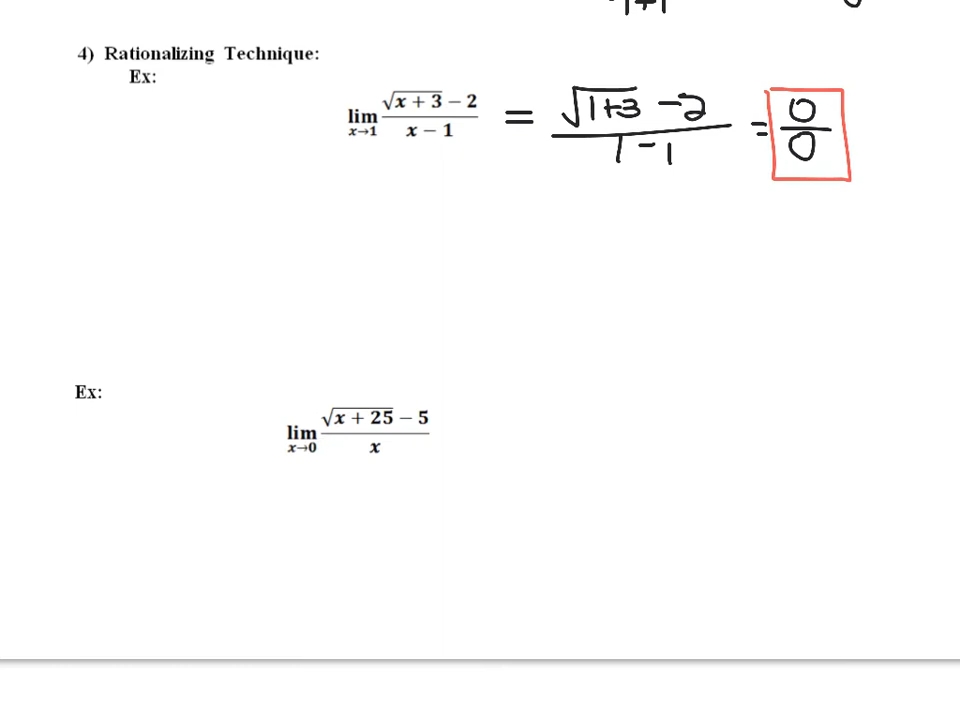 4) Rationalizing Technique:
Ex:
lim x→1 (√(x + 3) − 2)/(x − 1) = (√(1+3) −2)/(1−1) = 0/0
Ex:
lim x→0 (√(x + 25) − 5)/x